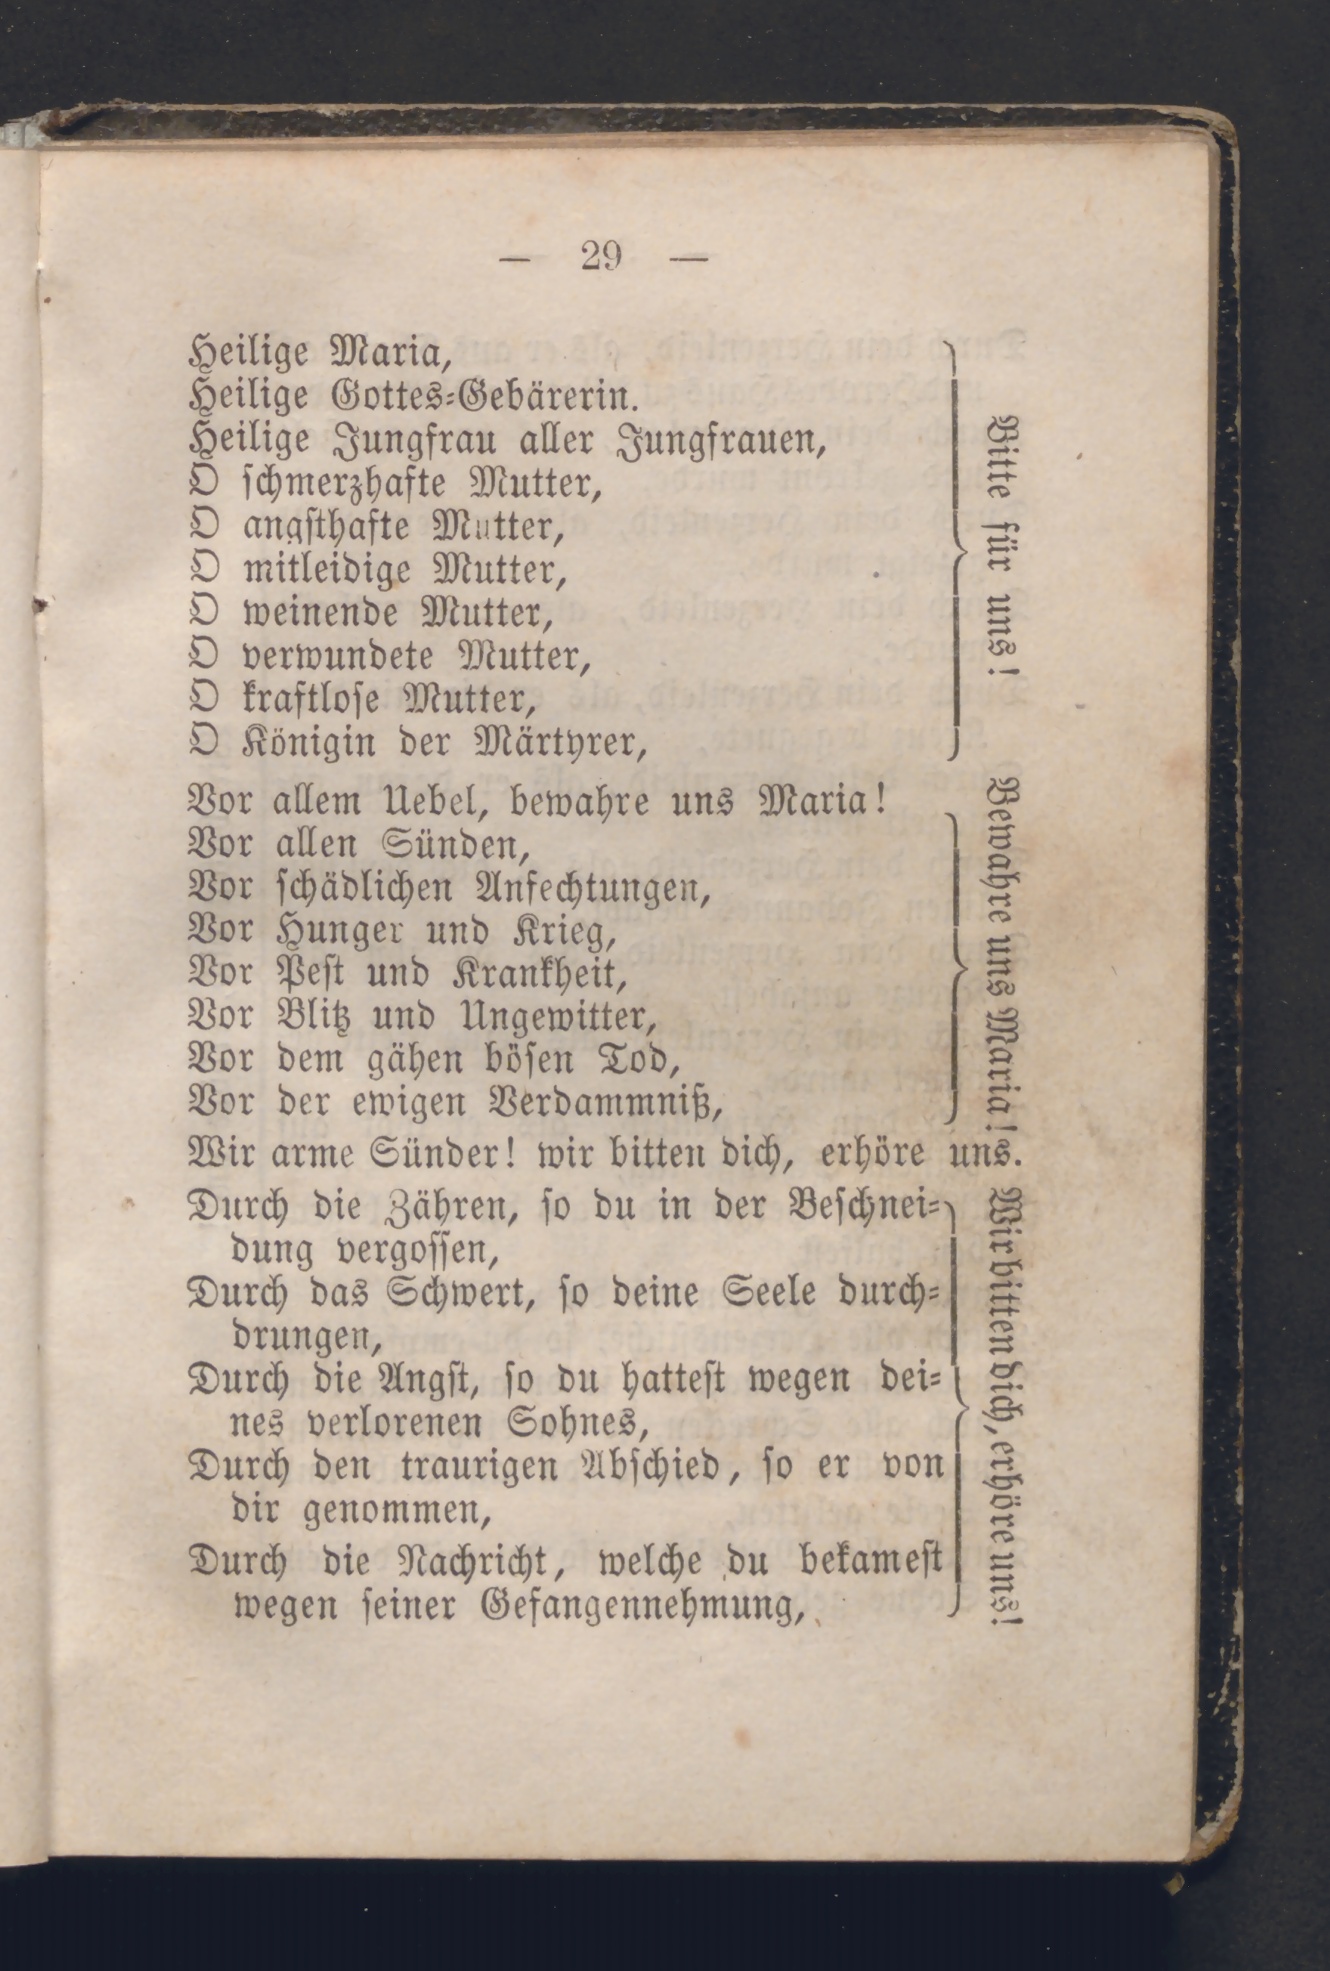 — 29 —
Heilige Maria,
Heilige Gottes-Gebärerin.
Heilige Jungfrau aller Jungfrauen,
O schmerzhafte Mutter,
O angsthafte Mutter,
O mitleidige Mutter,
O weinende Mutter,
O verwundete Mutter,
O kraftlose Mutter,
O Königin der Märtyrer,
Bitte für uns!
Vor allem Uebel, bewahre uns Maria!
Vor allen Sünden,
Vor schädlichen Anfechtungen,
Vor Hunger und Krieg,
Vor Pest und Krankheit,
Vor Blitz und Ungewitter,
Vor dem gähen bösen Tod,
Vor der ewigen Verdammniß,
Bewahre uns Maria!
Wir arme Sünder! wir bitten dich, erhöre uns.
Durch die Zähren, so du in der Beschnei-
dung vergossen,
Durch das Schwert, so deine Seele durch-
drungen,
Durch die Angst, so du hattest wegen dei-
nes verlorenen Sohnes,
Durch den traurigen Abschied, so er von
dir genommen,
Durch die Nachricht, welche du bekamest
wegen seiner Gefangennehmung,
Wir bitten dich, erhöre uns!